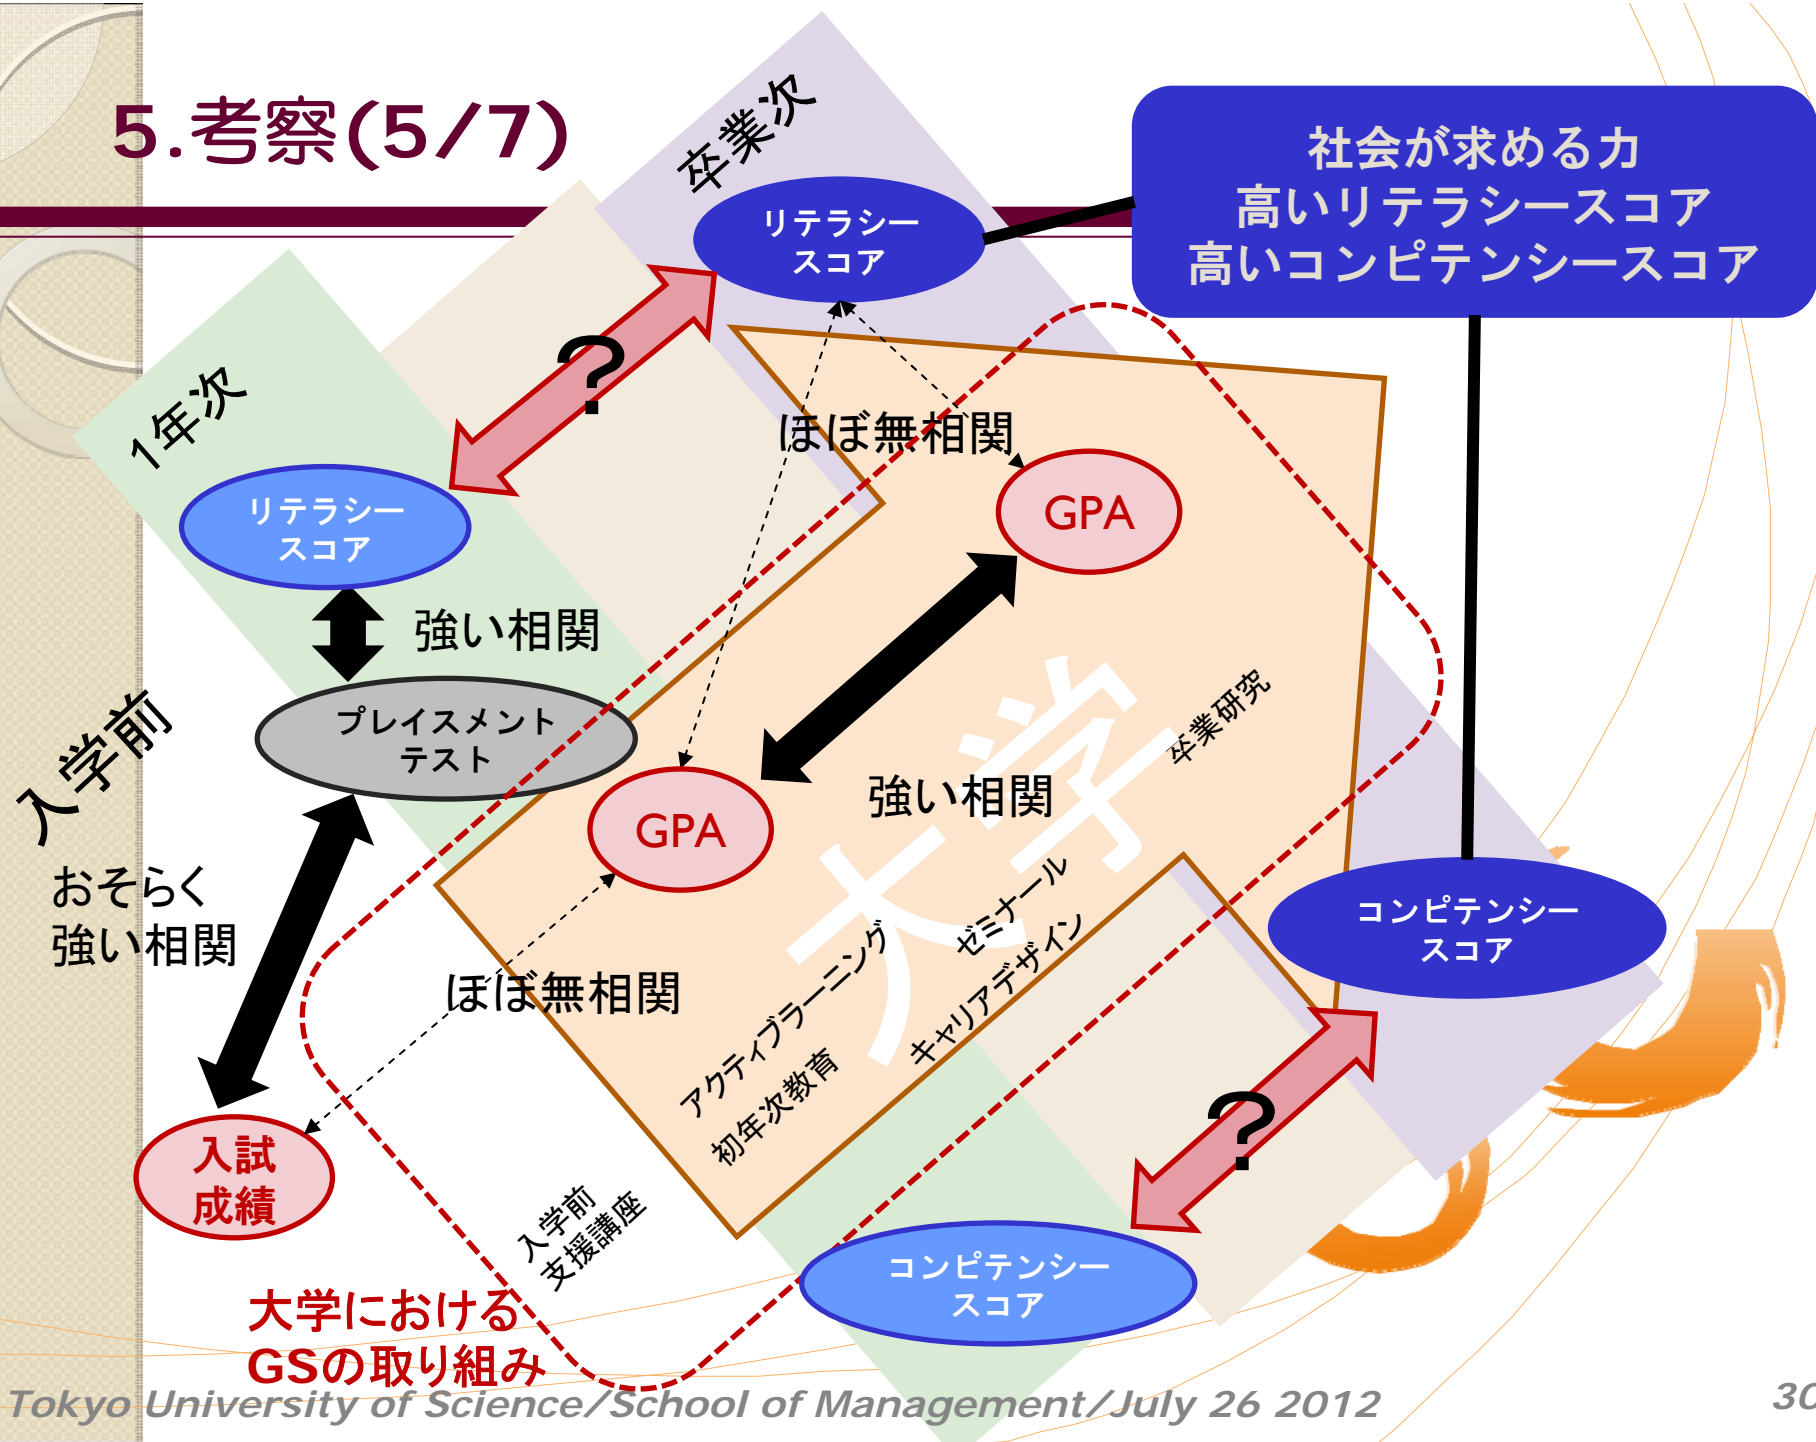 5.考察(5/7)
卒業次
社会が求める力
高いリテラシースコア
高いコンピテンシースコア
リテラシー
スコア
?
1年次
ほぼ無相関
GPA
リテラシー
スコア
強い相関
入学前
プレイスメント
テスト
大学
卒業研究
強い相関
GPA
おそらく
強い相関
ゼミナール
キャリアデザイン
アクティブラーニング
初年次教育
コンピテンシー
スコア
ほぼ無相関
?
入試
成績
入学前
支援講座
コンピテンシー
スコア
大学における
GSの取り組み
Tokyo University of Science/School of Management/July 26 2012
30